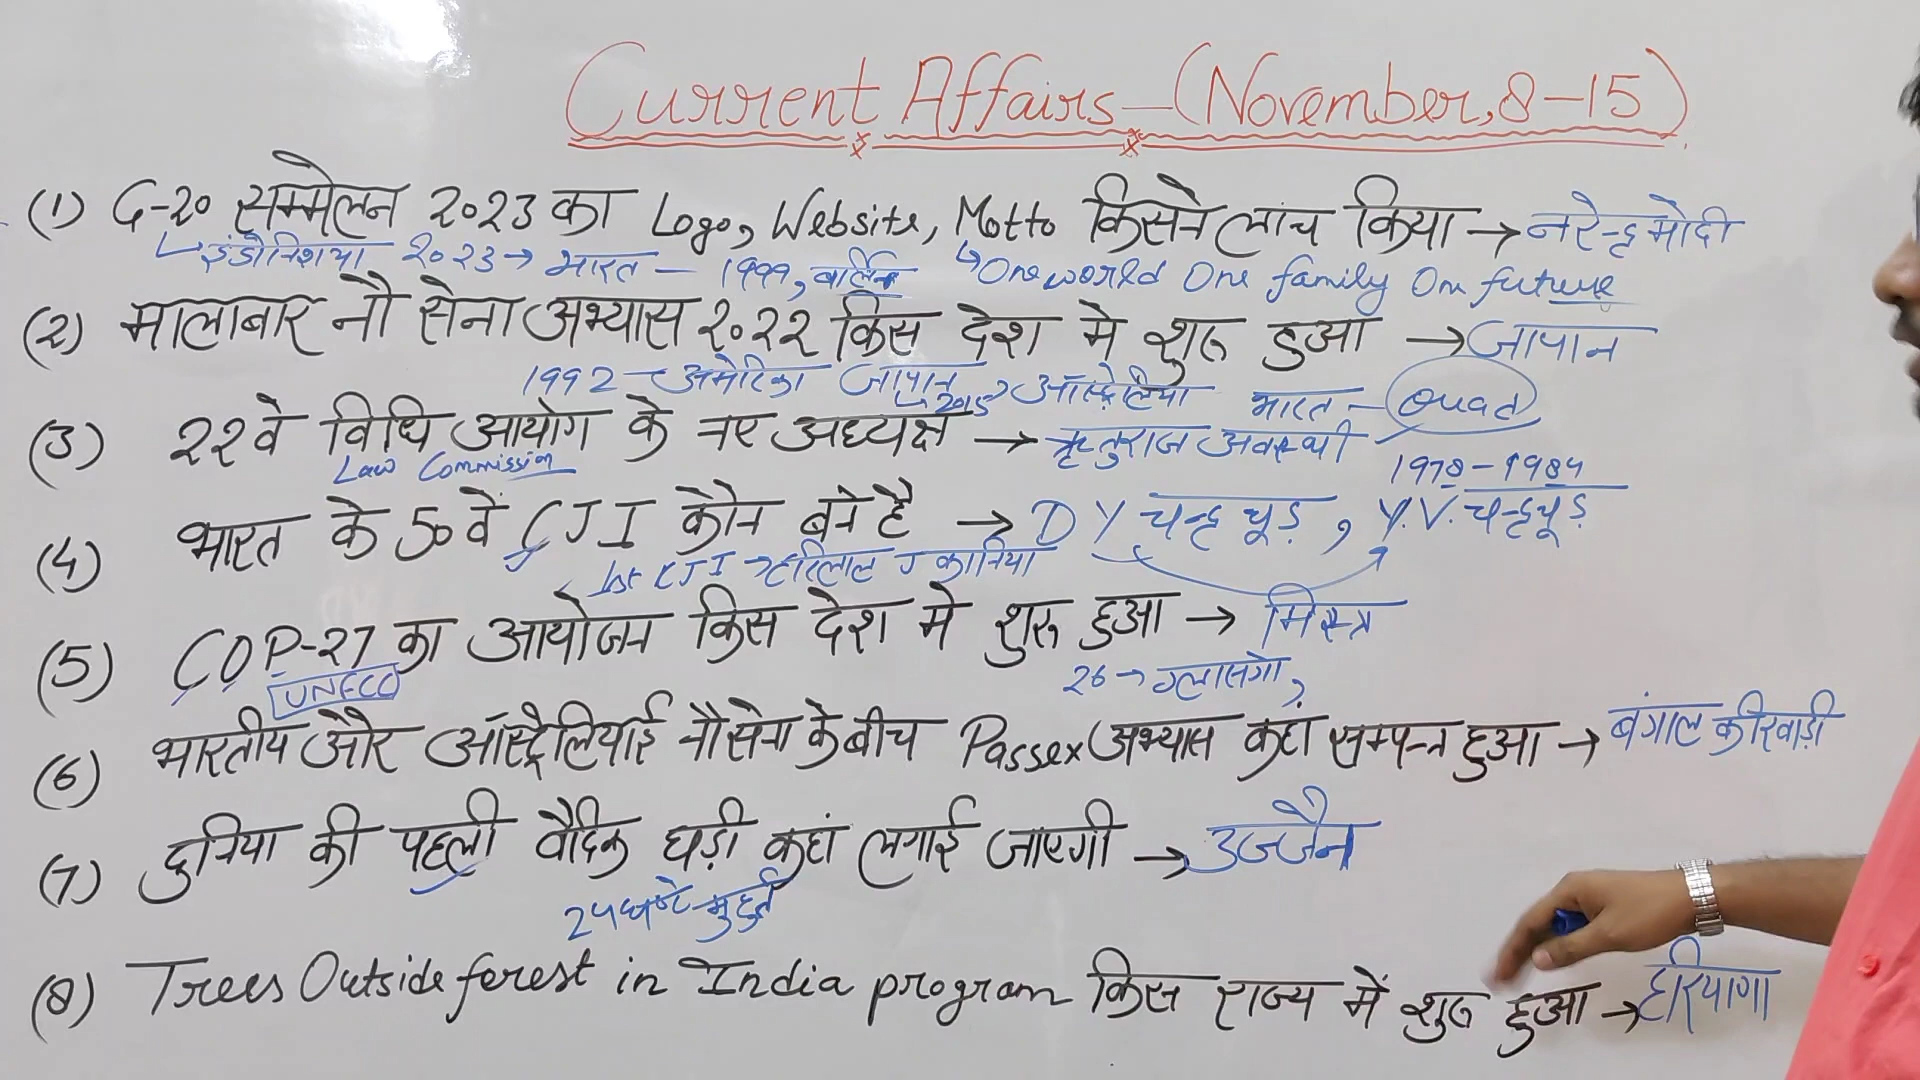 Current Affairs – (November, 8 – 15)
(1) G-20 सम्मेलन 2023 का Logo, Website, Motto किसने लांच किया → नरेन्द्र मोदी
↳ इंडोनेशिया 2023 → भारत – 1999, बर्लिन ↳ One world One family One future
(2) मालाबार नौ सेना अभ्यास 2022 किस देश मे शुरू हुआ → जापान
1992 – अमेरिका जापान ↳ 2015 → ऑस्ट्रेलिया भारत – Quad
(3) 22वे विधि आयोग के नए अध्यक्ष → ऋतुराज अवस्थी
Law Commission
1978 – 1984
(4) भारत के 50 वें CJI कौन बने है → D Y चन्द्रचूड़, Y.V. चन्द्रचूड़
1st CJI → हरिलाल ज कानिया
(5) COP-27 का आयोजन किस देश मे शुरू हुआ → मिस्त्र
UNFCC 26 → ग्लासगो,
(6) भारतीय और ऑस्ट्रेलियाई नौसेना के बीच Passex अभ्यास कहां सम्पन्न हुआ → बंगाल की खाड़ी
(7) दुनिया की पहली वैदिक घड़ी कहां लगाई जाएगी → उज्जैन
24 घण्टे – मुहुर्त
(8) Trees Outside forest in India program किस राज्य में शुरू हुआ → हरियाणा